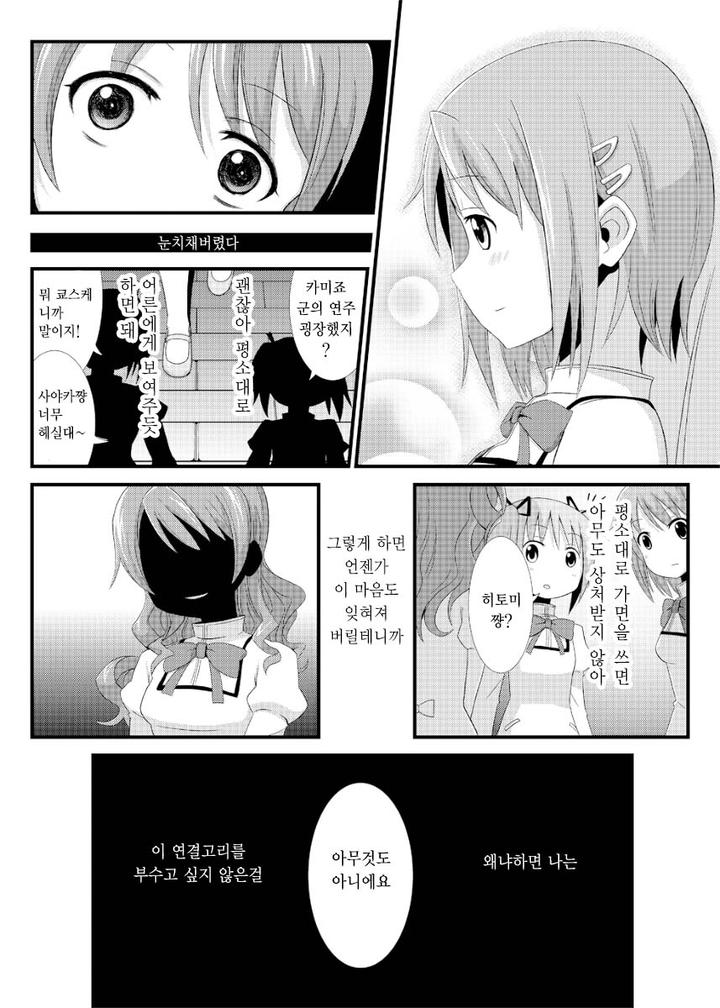 눈치채버렸다
카미죠
군의 연주
굉장했지
?
괜찮아 평소대로
어른에게 보여주듯
하면 돼
뭐 쿄스케
니까
말이지!
사야카쨩
너무
헤실대~
평소대로 가면을 쓰면
아무도 상처받지 않아
히토미
쨩?
그렇게 하면
언젠가
이 마음도
잊혀져
버릴테니까
왜냐하면 나는
아무것도
아니에요
이 연결고리를
부수고 싶지 않은걸